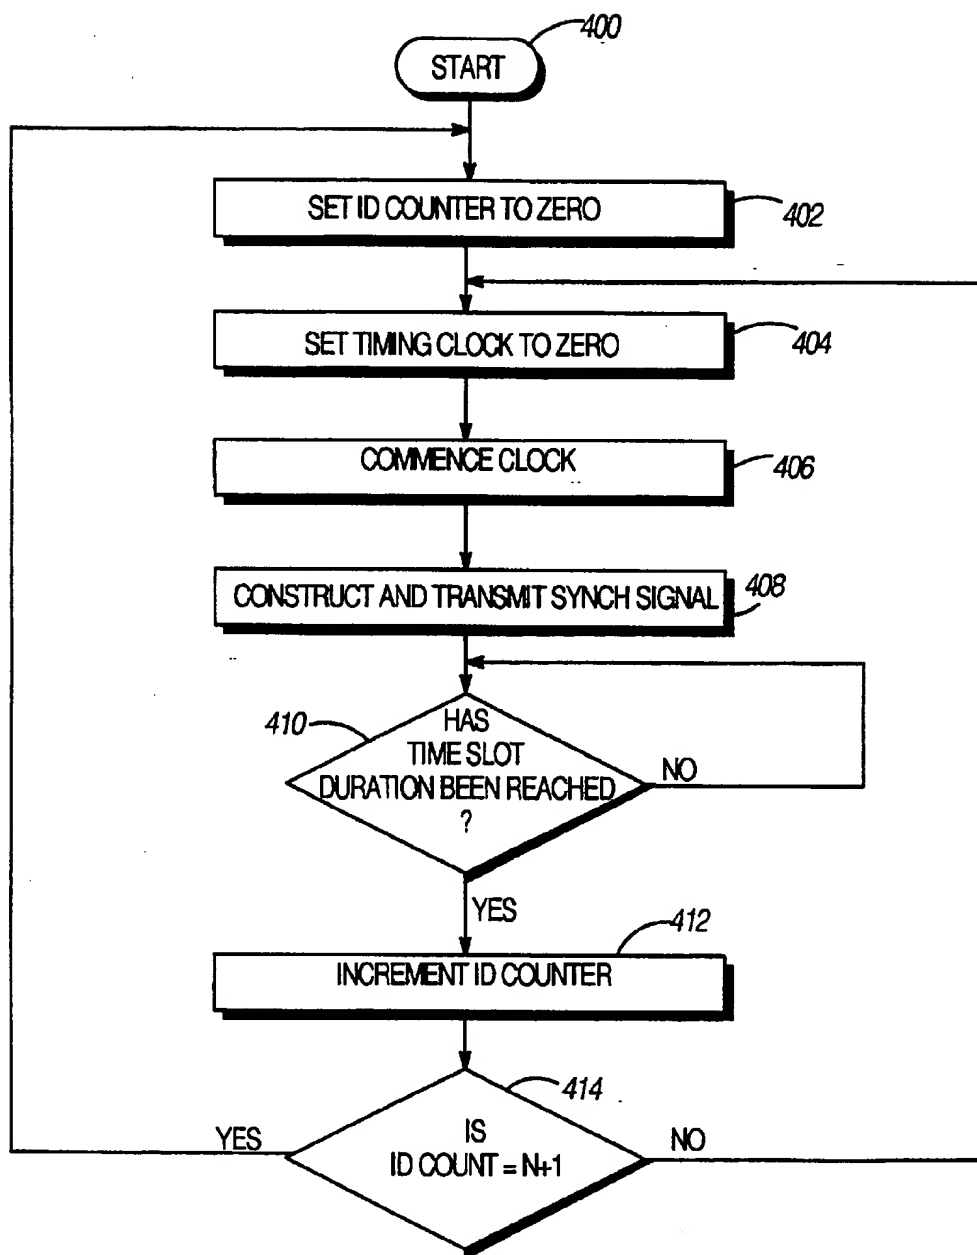 400
START
SET ID COUNTER TO ZERO
402
SET TIMING CLOCK TO ZERO
404
COMMENCE CLOCK
406
CONSTRUCT AND TRANSMIT SYNCH SIGNAL
408
410
HAS
TIME SLOT
DURATION BEEN REACHED
?
NO
YES
412
INCREMENT ID COUNTER
414
YES
IS
ID COUNT = N+1
NO